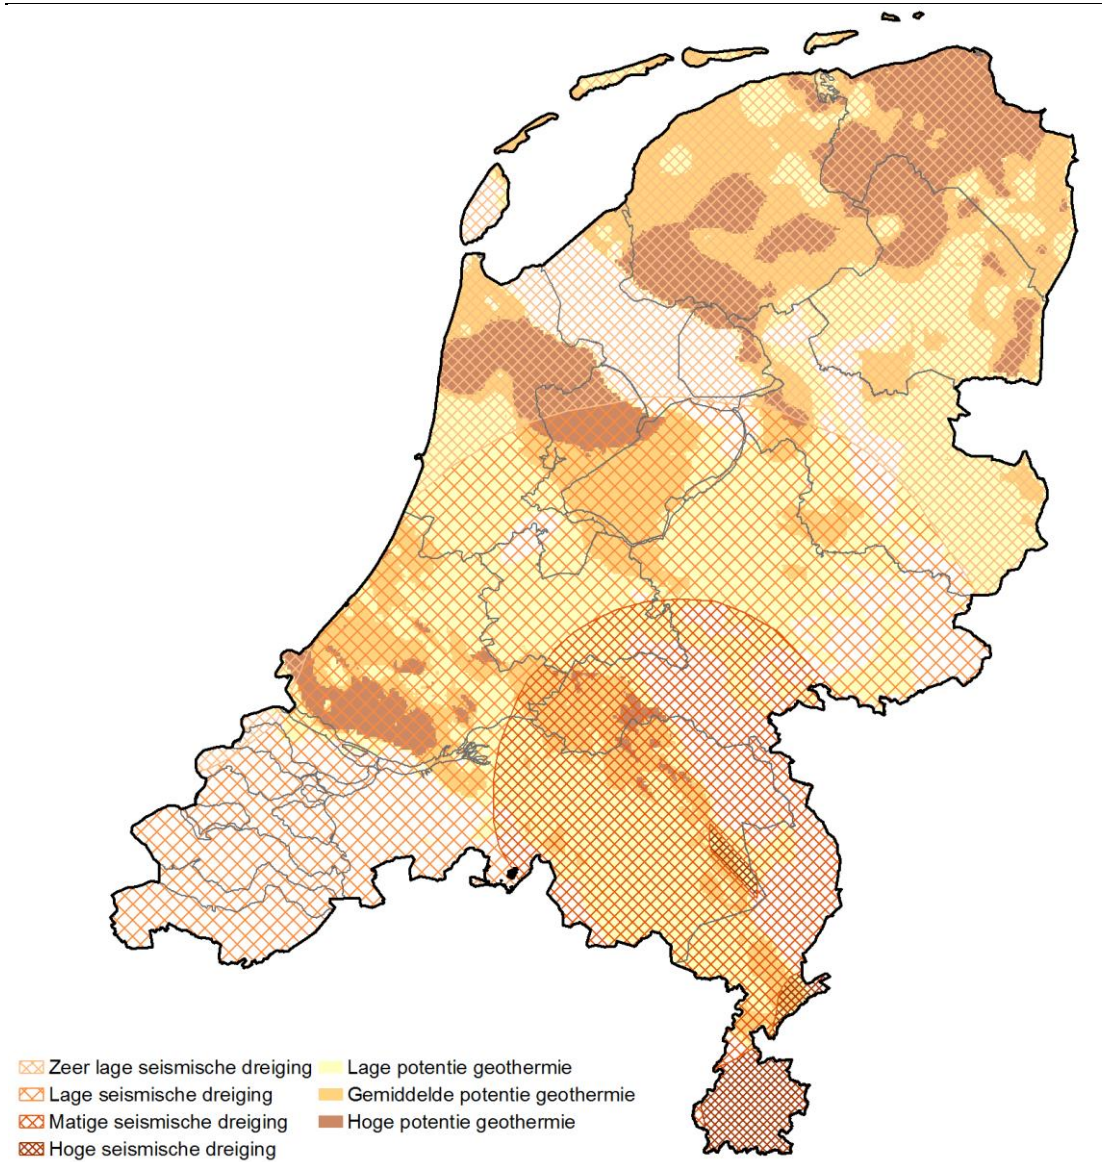 Zeer lage seismische dreiging
Lage seismische dreiging
Matige seismische dreiging
Hoge seismische dreiging
Lage potentie geothermie
Gemiddelde potentie geothermie
Hoge potentie geothermie